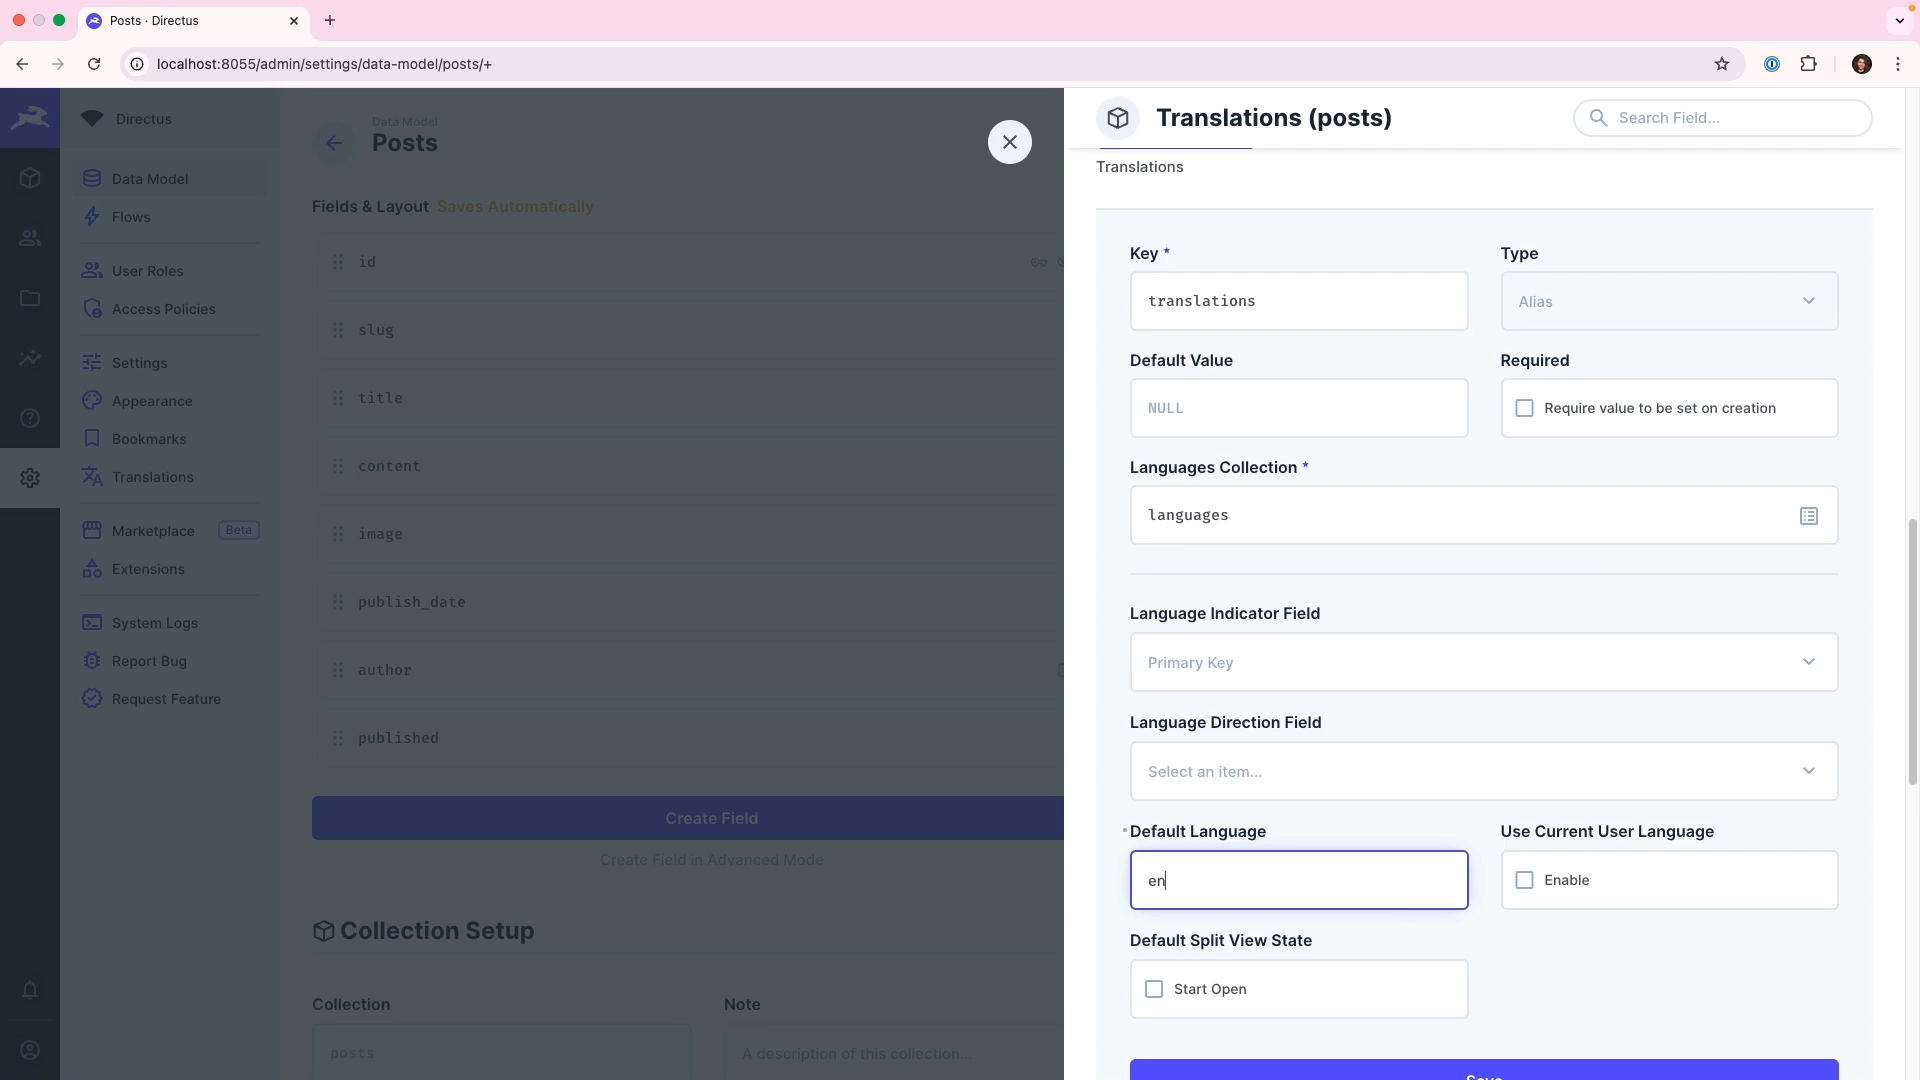 Posts · Directus
localhost:8055/admin/settings/data-model/posts/+
Directus
Data Model
Flows
User Roles
Access Policies
Settings
Appearance
Bookmarks
Translations
Marketplace
Beta
Extensions
System Logs
Report Bug
Request Feature
Data Model
Posts
Fields & Layout Saves Automatically
id
slug
title
content
image
publish_date
author
published
Create Field
Create Field in Advanced Mode
Collection Setup
Collection
Note
posts
A description of this collection...
Translations (posts)
Search Field...
Translations
Key *
Type
translations
Alias
Default Value
Required
NULL
Require value to be set on creation
Languages Collection *
languages
Language Indicator Field
Primary Key
Language Direction Field
Select an item...
Default Language
Use Current User Language
en
Enable
Default Split View State
Start Open
Save